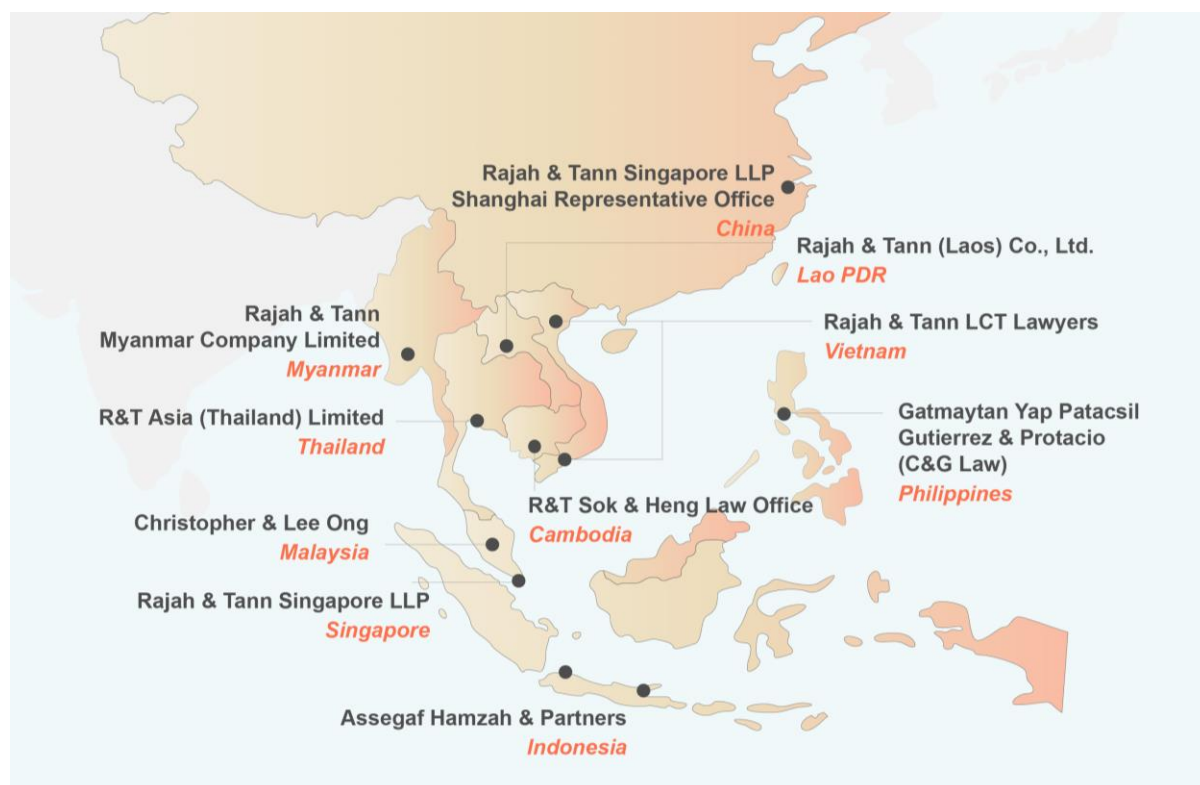 Rajah & Tann Singapore LLP
Shanghai Representative Office
China
Rajah & Tann (Laos) Co., Ltd.
Lao PDR
Rajah & Tann
Myanmar Company Limited
Myanmar
Rajah & Tann LCT Lawyers
Vietnam
R&T Asia (Thailand) Limited
Thailand
Gatmaytan Yap Patacsil
Gutierrez & Protacio
(C&G Law)
Philippines
R&T Sok & Heng Law Office
Cambodia
Christopher & Lee Ong
Malaysia
Rajah & Tann Singapore LLP
Singapore
Assegaf Hamzah & Partners
Indonesia